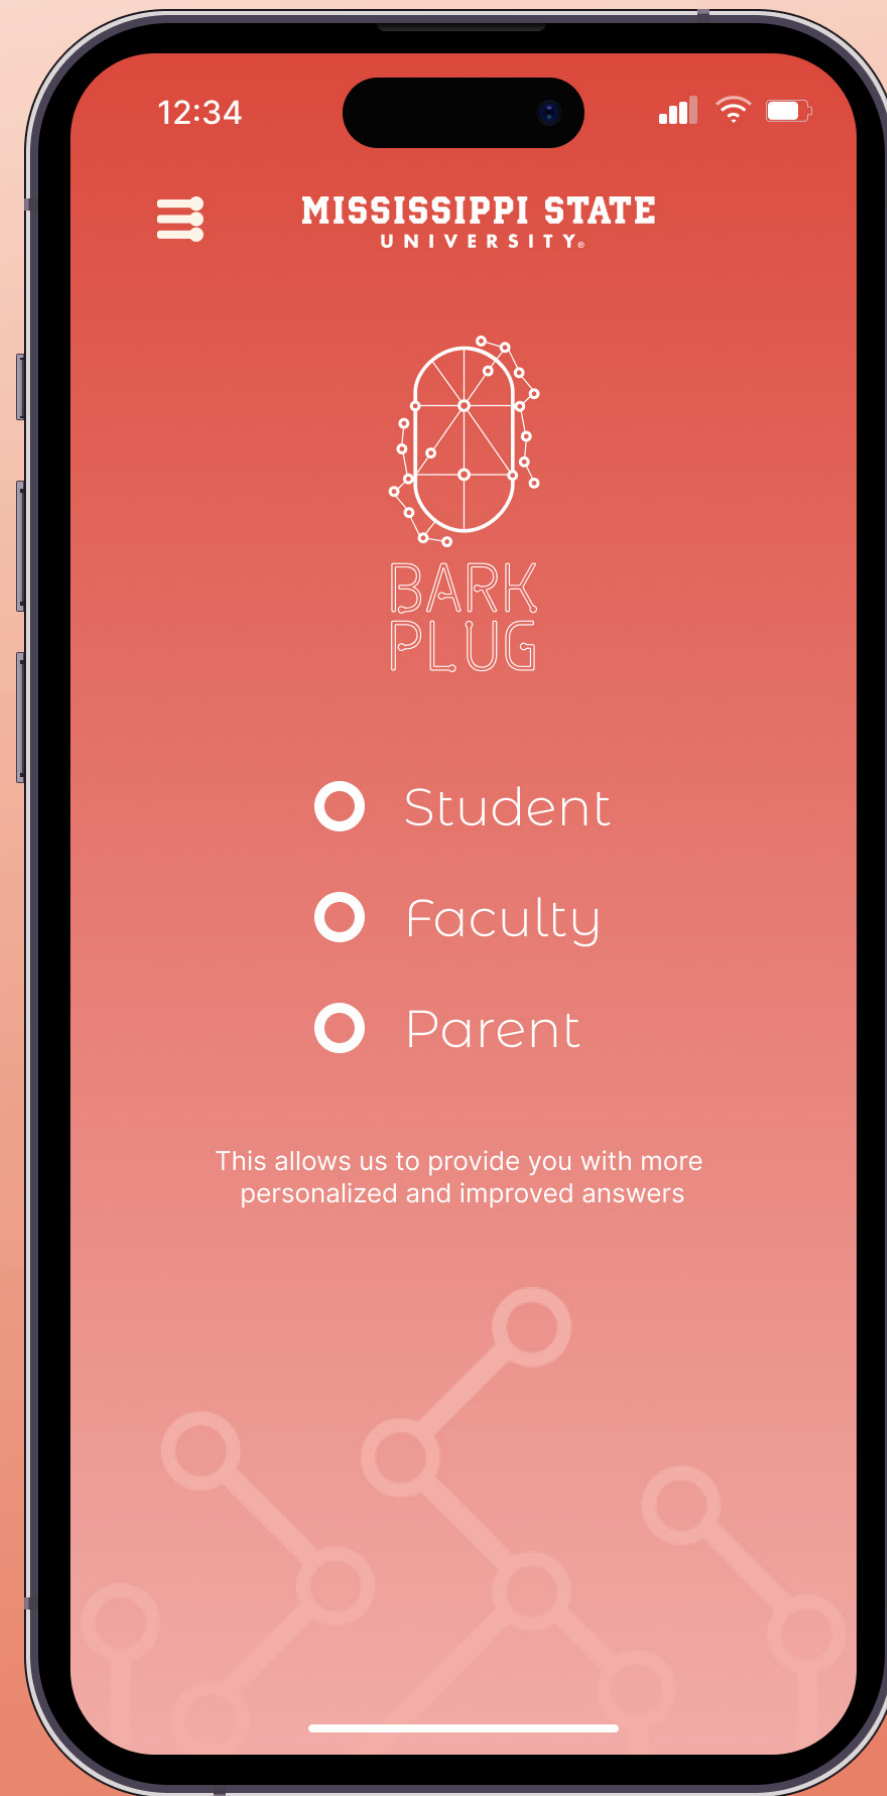 12:34
MISSISSIPPI STATE
UNIVERSITY®
BARK
PLUG
Student
Faculty
Parent
This allows us to provide you with more
personalized and improved answers